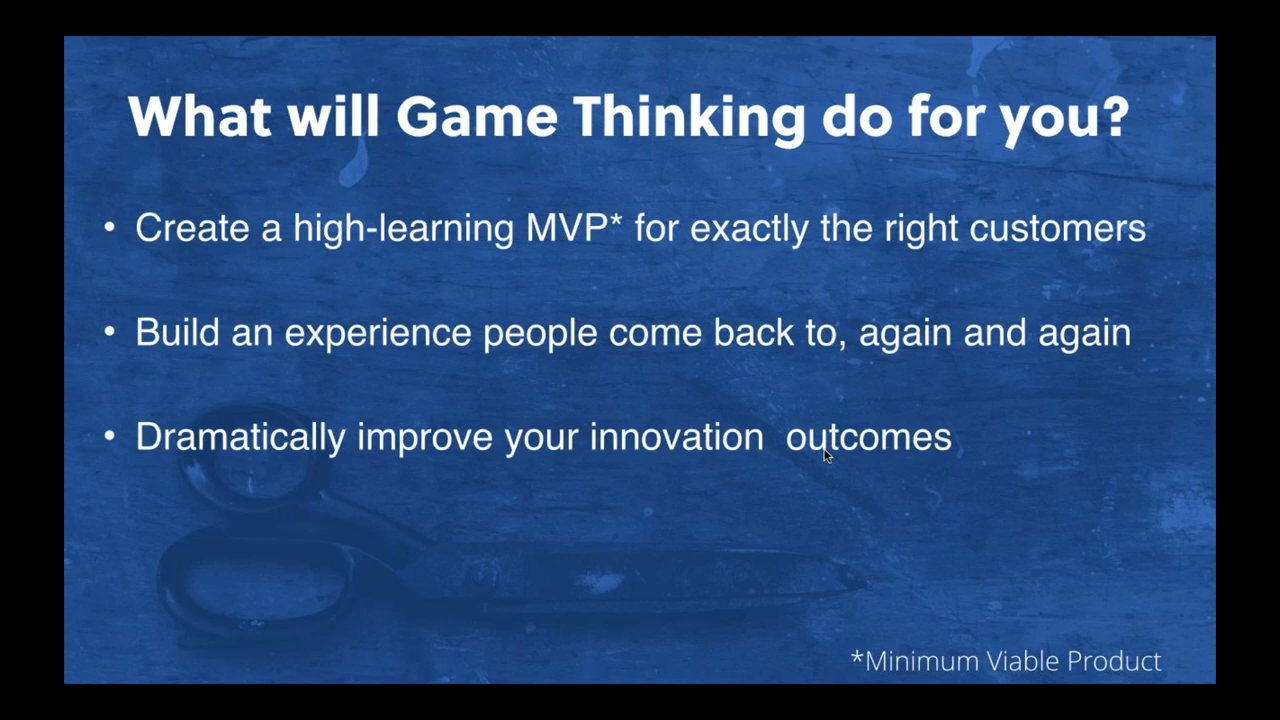 What will Game Thinking do for you?
• Create a high-learning MVP* for exactly the right customers
• Build an experience people come back to, again and again
• Dramatically improve your innovation  outcomes
*Minimum Viable Product